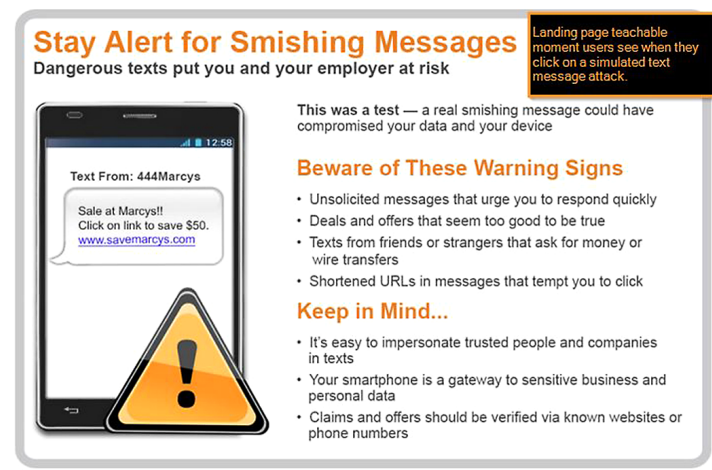 Stay Alert for Smishing Messages
Dangerous texts put you and your employer at risk
Landing page teachable
moment users see when they
click on a simulated text
message attack.
12:58
Text From: 444Marcys
Sale at Marcys!!
Click on link to save $50.
www.savemarcys.com
This was a test — a real smishing message could have
compromised your data and your device
Beware of These Warning Signs
• Unsolicited messages that urge you to respond quickly
• Deals and offers that seem too good to be true
• Texts from friends or strangers that ask for money or
wire transfers
• Shortened URLs in messages that tempt you to click
Keep in Mind...
• It's easy to impersonate trusted people and companies
in texts
• Your smartphone is a gateway to sensitive business and
personal data
• Claims and offers should be verified via known websites or
phone numbers